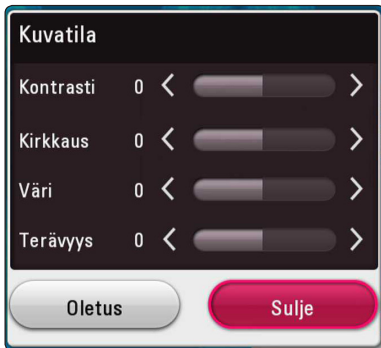 Kuvatila
Kontrasti 0
Kirkkaus 0
Väri 0
Terävyys 0
Oletus Sulje